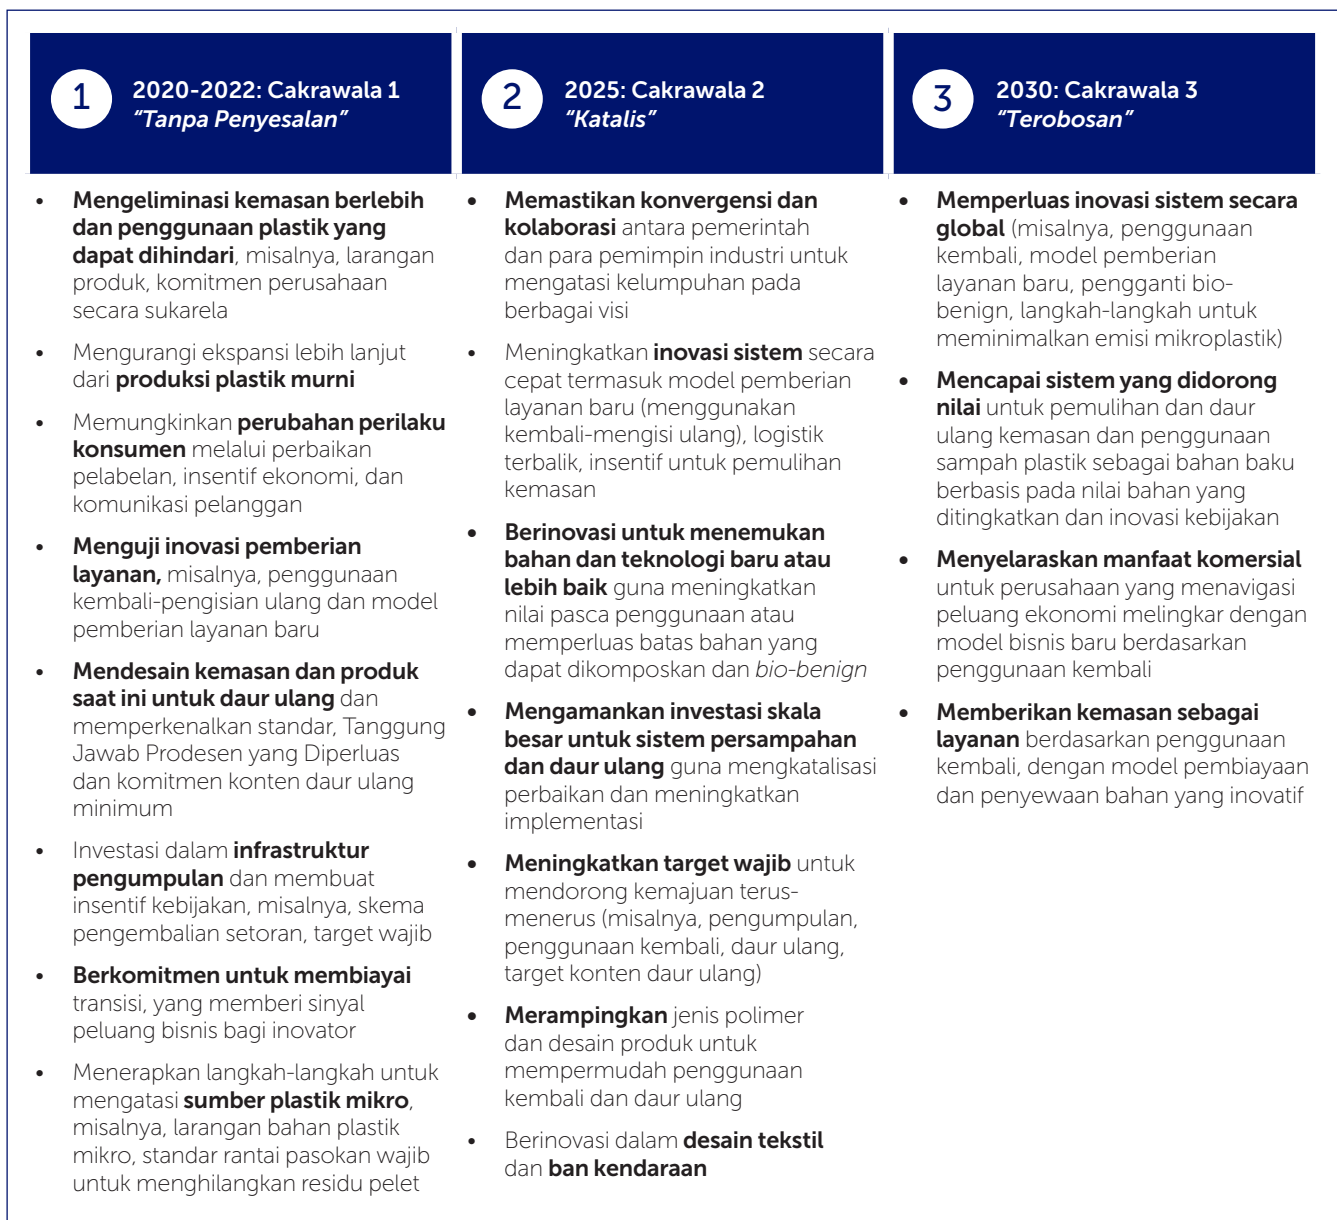 1
2020-2022: Cakrawala 1
“Tanpa Penyesalan”
• Mengeliminasi kemasan berlebih
dan penggunaan plastik yang
dapat dihindari, misalnya, larangan
produk, komitmen perusahaan
secara sukarela
• Mengurangi ekspansi lebih lanjut
dari produksi plastik murni
• Memungkinkan perubahan perilaku
konsumen melalui perbaikan
pelabelan, insentif ekonomi, dan
komunikasi pelanggan
• Menguji inovasi pemberian
layanan, misalnya, penggunaan
kembali-pengisian ulang dan model
pemberian layanan baru
• Mendesain kemasan dan produk
saat ini untuk daur ulang dan
memperkenalkan standar, Tanggung
Jawab Prodesen yang Diperluas
dan komitmen konten daur ulang
minimum
• Investasi dalam infrastruktur
pengumpulan dan membuat
insentif kebijakan, misalnya, skema
pengembalian setoran, target wajib
• Berkomitmen untuk membiayai
transisi, yang memberi sinyal
peluang bisnis bagi inovator
• Menerapkan langkah-langkah untuk
mengatasi sumber plastik mikro,
misalnya, larangan bahan plastik
mikro, standar rantai pasokan wajib
untuk menghilangkan residu pelet
2
2025: Cakrawala 2
“Katalis”
• Memastikan konvergensi dan
kolaborasi antara pemerintah
dan para pemimpin industri untuk
mengatasi kelumpuhan pada
berbagai visi
• Meningkatkan inovasi sistem secara
cepat termasuk model pemberian
layanan baru (menggunakan
kembali-mengisi ulang), logistik
terbalik, insentif untuk pemulihan
kemasan
• Berinovasi untuk menemukan
bahan dan teknologi baru atau
lebih baik guna meningkatkan
nilai pasca penggunaan atau
memperluas batas bahan yang
dapat dikomposkan dan bio-benign
• Mengamankan investasi skala
besar untuk sistem persampahan
dan daur ulang guna mengkatalisasi
perbaikan dan meningkatkan
implementasi
• Meningkatkan target wajib untuk
mendorong kemajuan terus-
menerus (misalnya, pengumpulan,
penggunaan kembali, daur ulang,
target konten daur ulang)
• Merampingkan jenis polimer
dan desain produk untuk
mempermudah penggunaan
kembali dan daur ulang
• Berinovasi dalam desain tekstil
dan ban kendaraan
3
2030: Cakrawala 3
“Terobosan”
• Memperluas inovasi sistem secara
global (misalnya, penggunaan
kembali, model pemberian
layanan baru, pengganti bio-
benign, langkah-langkah untuk
meminimalkan emisi mikroplastik)
• Mencapai sistem yang didorong
nilai untuk pemulihan dan daur
ulang kemasan dan penggunaan
sampah plastik sebagai bahan baku
berbasis pada nilai bahan yang
ditingkatkan dan inovasi kebijakan
• Menyelaraskan manfaat komersial
untuk perusahaan yang menavigasi
peluang ekonomi melingkar dengan
model bisnis baru berdasarkan
penggunaan kembali
• Memberikan kemasan sebagai
layanan berdasarkan penggunaan
kembali, dengan model pembiayaan
dan penyewaan bahan yang inovatif